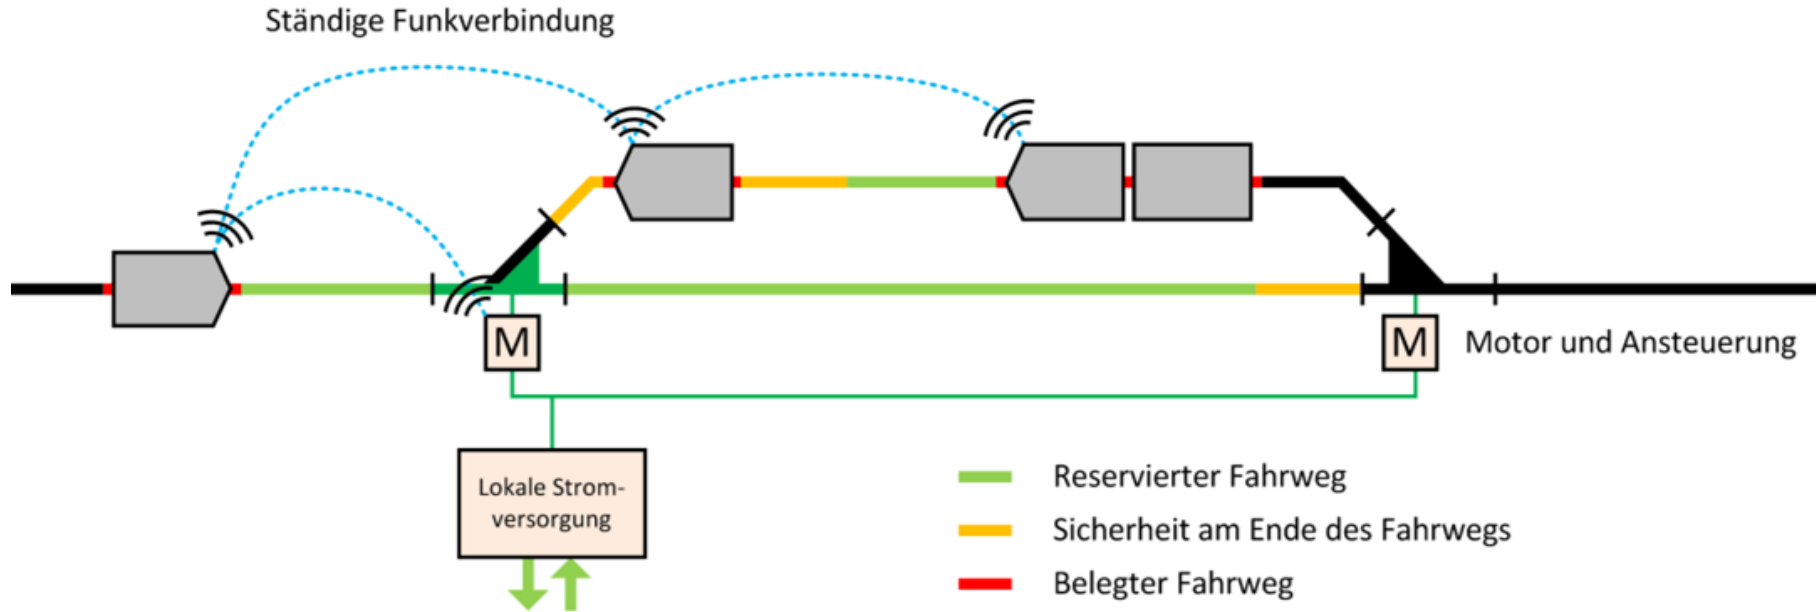 Ständige Funkverbindung
M
M
Motor und Ansteuerung
Lokale Strom-
versorgung
Reservierter Fahrweg
Sicherheit am Ende des Fahrwegs
Belegter Fahrweg